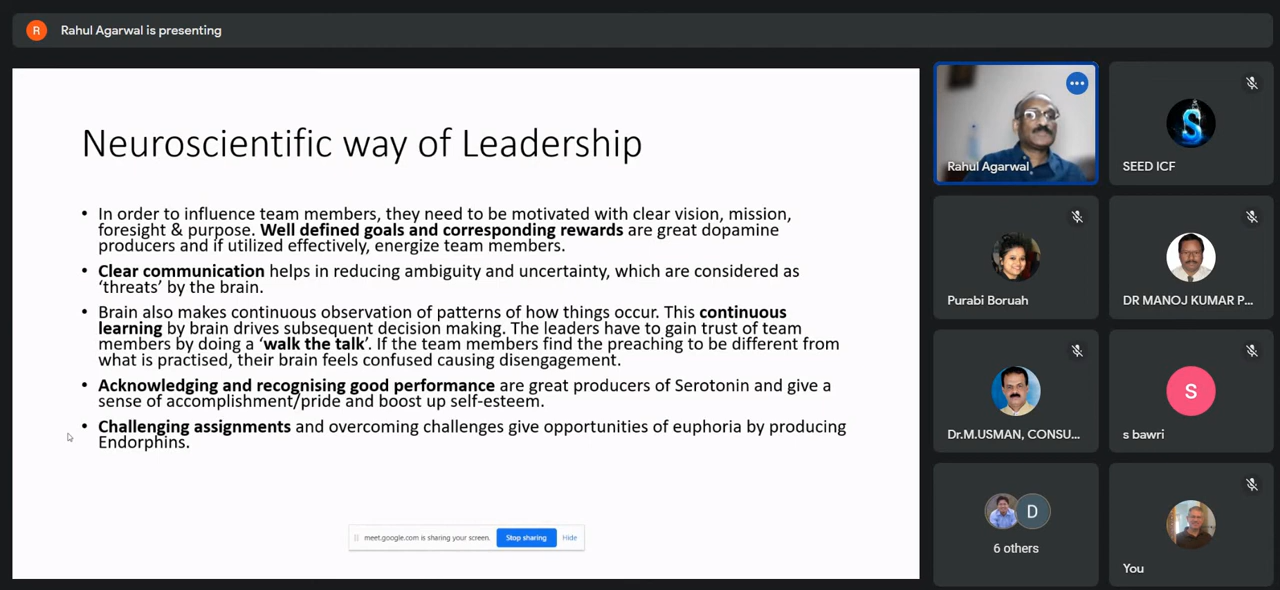 R
Rahul Agarwal is presenting
Neuroscientific way of Leadership
• In order to influence team members, they need to be motivated with clear vision, mission,
foresight & purpose. Well defined goals and corresponding rewards are great dopamine
producers and if utilized effectively, energize team members.
• Clear communication helps in reducing ambiguity and uncertainty, which are considered as
‘threats’ by the brain.
• Brain also makes continuous observation of patterns of how things occur. This continuous
learning by brain drives subsequent decision making. The leaders have to gain trust of team
members by doing a ‘walk the talk’. If the team members find the preaching to be different from
what is practised, their brain feels confused causing disengagement.
• Acknowledging and recognising good performance are great producers of Serotonin and give a
sense of accomplishment/pride and boost up self-esteem.
• Challenging assignments and overcoming challenges give opportunities of euphoria by producing
Endorphins.
meet.google.com is sharing your screen.
Stop sharing
Hide
Rahul Agarwal
S
SEED ICF
Purabi Boruah
DR MANOJ KUMAR P...
Dr.M.USMAN, CONSU...
S
s bawri
D
6 others
You